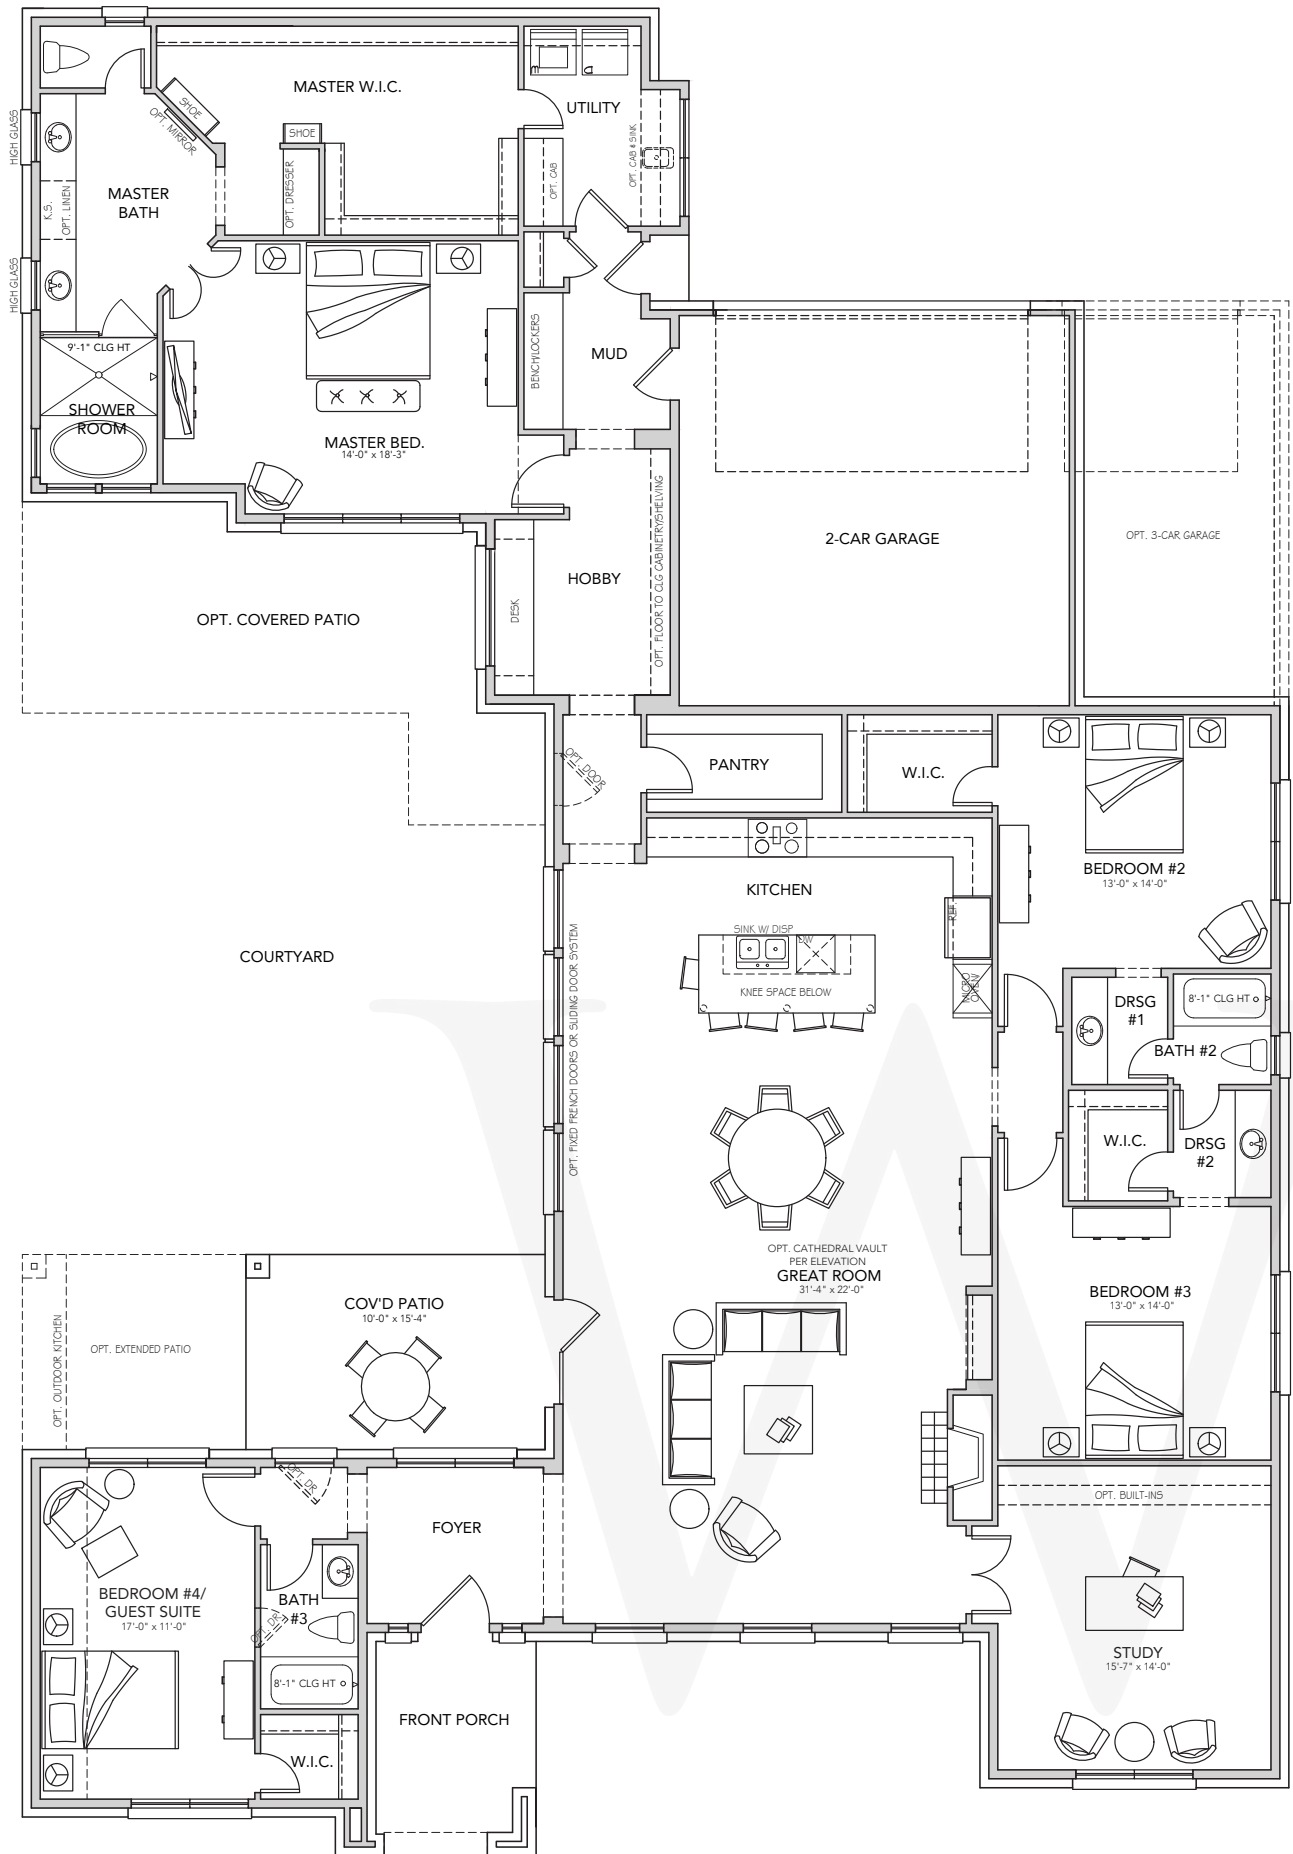 MASTER W.I.C.
UTILITY
SHOE
OPT. MIRROR
SHOE
OPT. DRESSER
OPT. CAB
OPT. CAB & SINK
HIGH GLASS
K.S.
OPT. LINEN
MASTER
BATH
HIGH GLASS
9'-1" CLG HT
SHOWER
ROOM
MASTER BED.
14'-0" x 18'-3"
BENCH/LOCKERS
MUD
2-CAR GARAGE
OPT. 3-CAR GARAGE
HOBBY
DESK
OPT. FLOOR TO CLG CABINETRY/SHELVING
OPT. COVERED PATIO
OPT. DOOR
PANTRY
W.I.C.
BEDROOM #2
13'-0" x 14'-0"
KITCHEN
REF.
SINK W/ DISP
DW
KNEE SPACE BELOW
MICRO
OVEN/
COURTYARD
OPT. FIXED FRENCH DOORS OR SLIDING DOOR SYSTEM
DRSG
#1
8'-1" CLG HT
BATH #2
W.I.C.
DRSG
#2
OPT. CATHEDRAL VAULT
PER ELEVATION
GREAT ROOM
31'-4" x 22'-0"
BEDROOM #3
13'-0" x 14'-0"
COV'D PATIO
10'-0" x 15'-4"
OPT. EXTENDED PATIO
OPT. OUTDOOR KITCHEN
OPT. DR
FOYER
OPT. BUILT-INS
BEDROOM #4/
GUEST SUITE
17'-0" x 11'-0"
BATH
#3
OPT. DR
8'-1" CLG HT
STUDY
15'-7" x 14'-0"
FRONT PORCH
W.I.C.
W